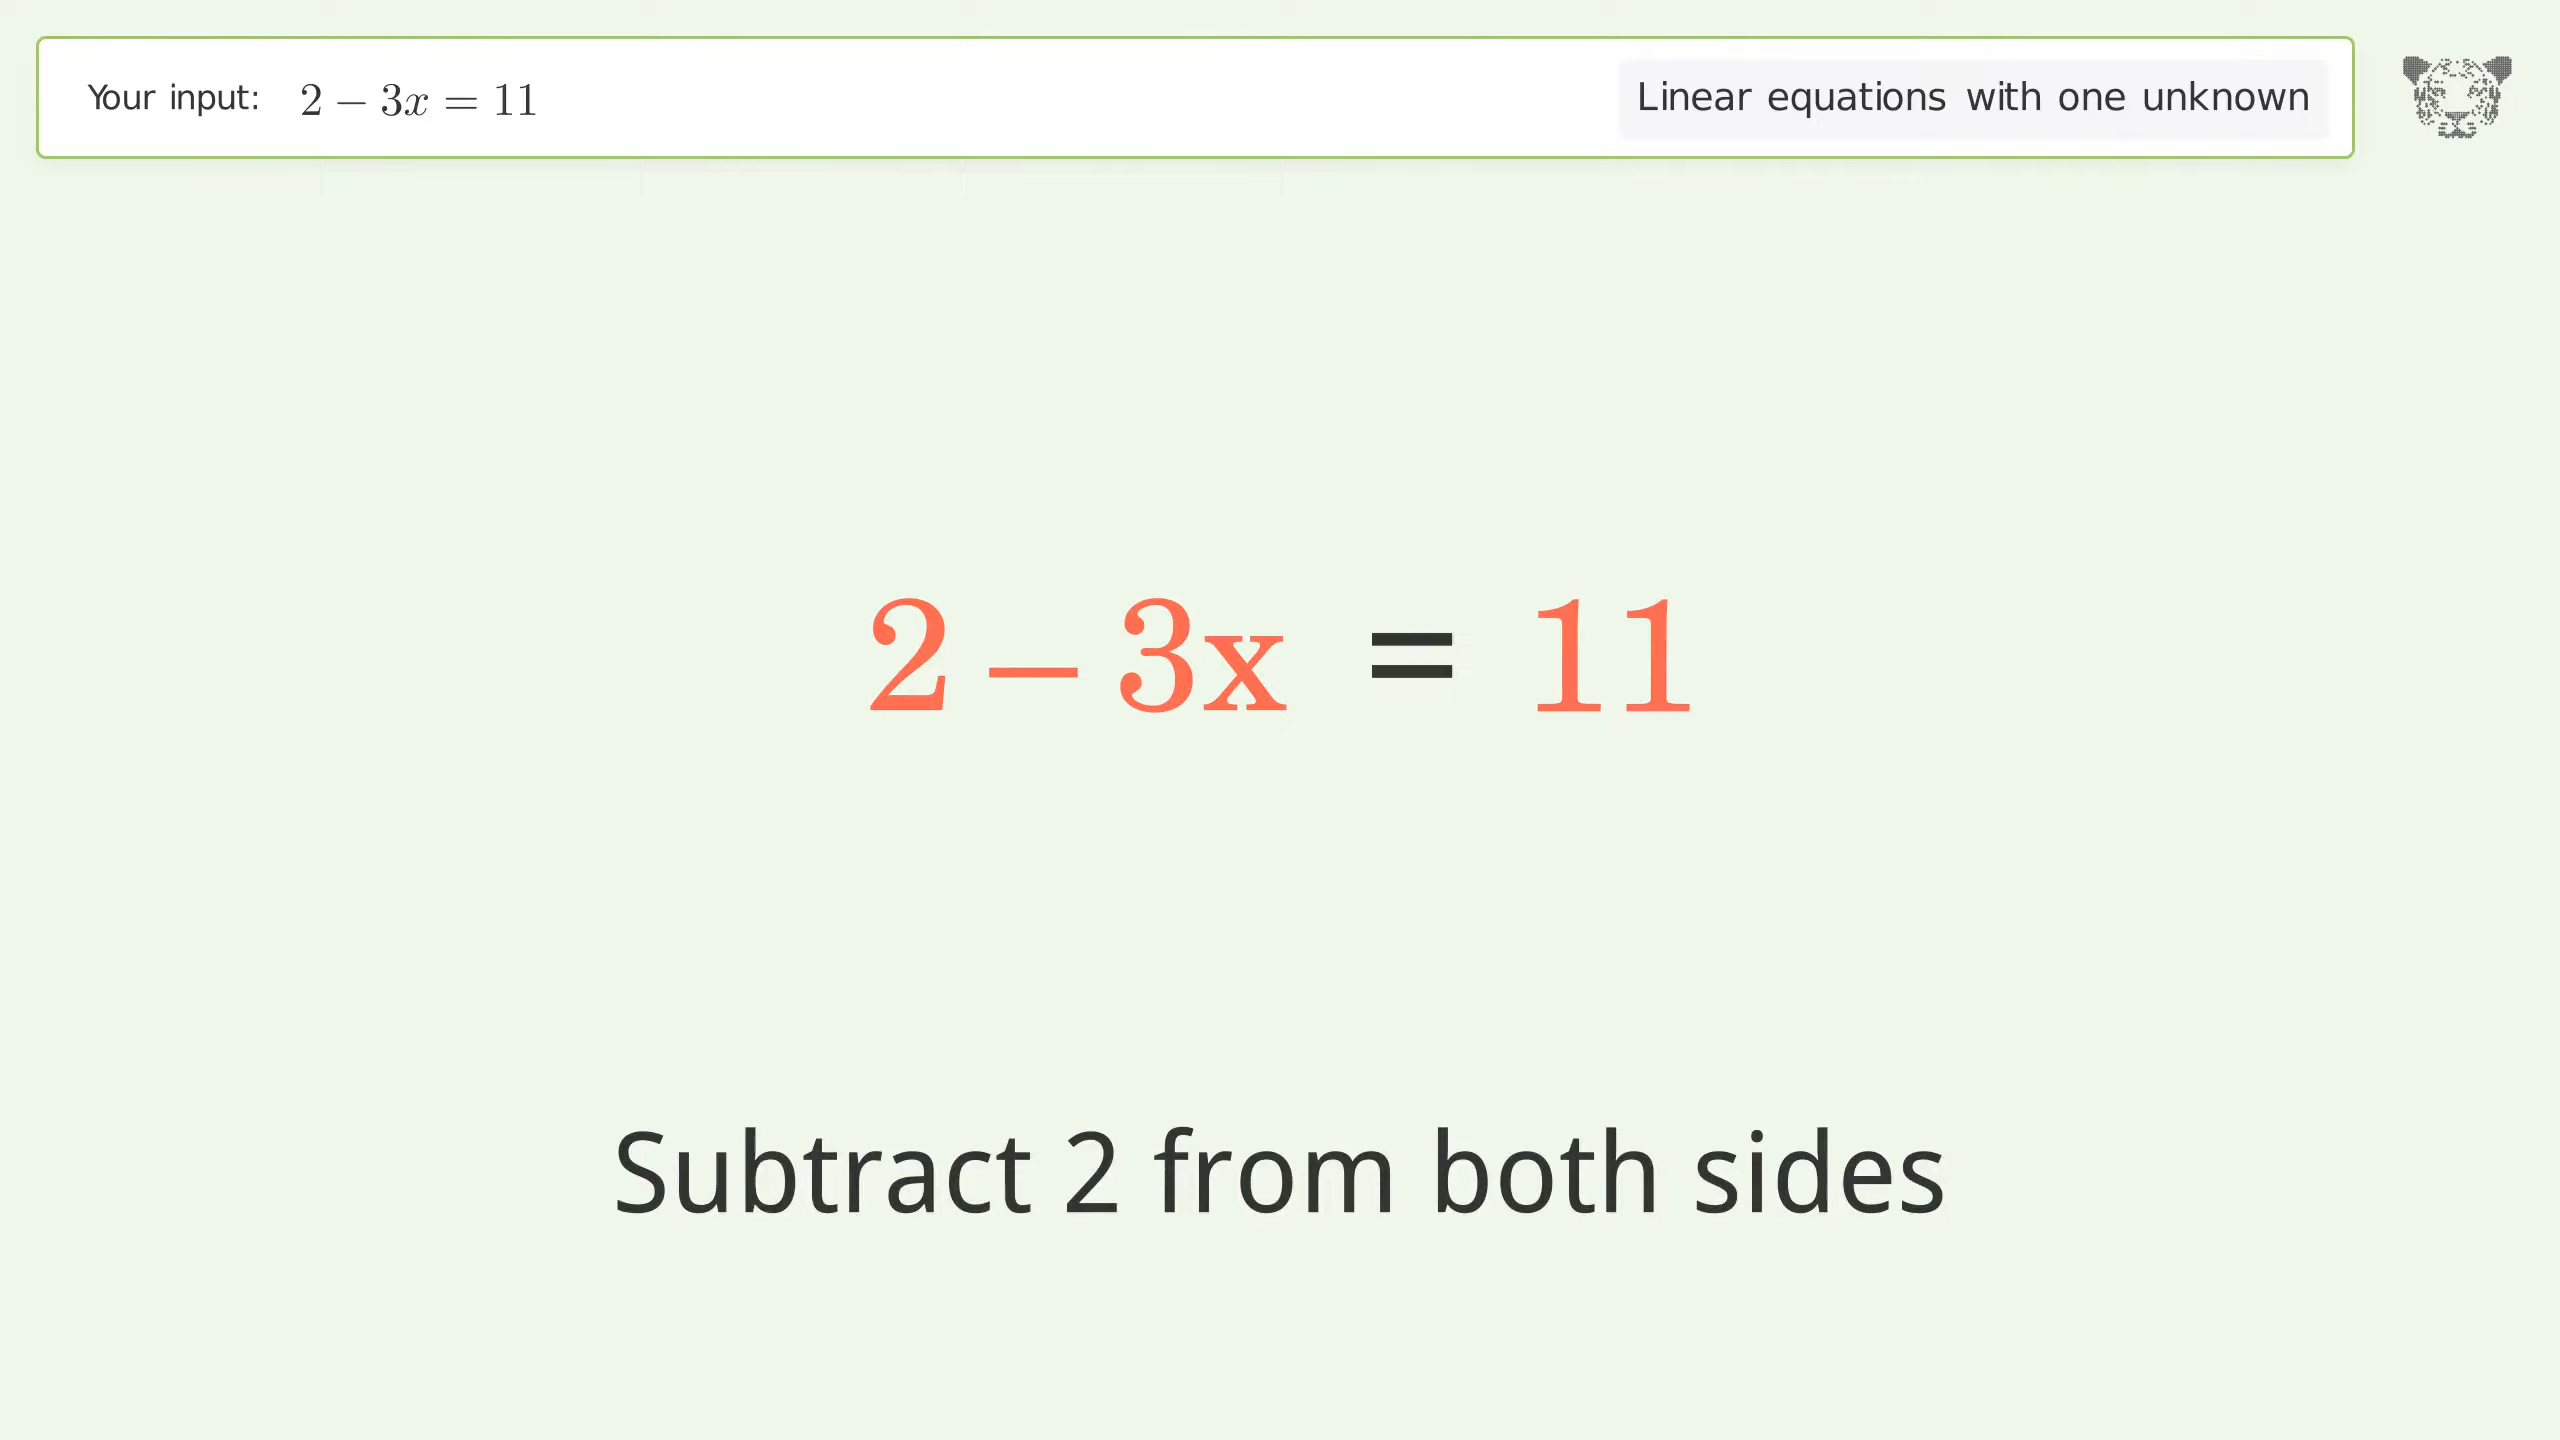 Your input: 2 − 3x = 11
Linear equations with one unknown
2 − 3x = 11
Subtract 2 from both sides